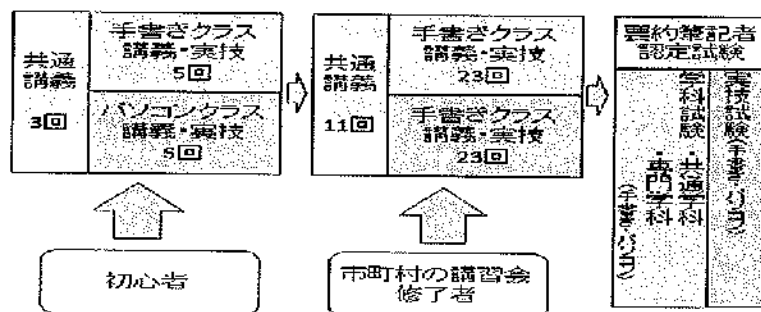 共通
講義
3回
手書きクラス
講義・実技
5回
パソコンクラス
講義・実技
5回
共通
講義
11回
手書きクラス
講義・実技
23回
手書きクラス
講義・実技
23回
要約筆記者
認定試験
実技試験(手書き・パソコン)
学科試験・共通学科
・専門学科
(手書き・パソコン)
初心者
市町村の講習会
修了者